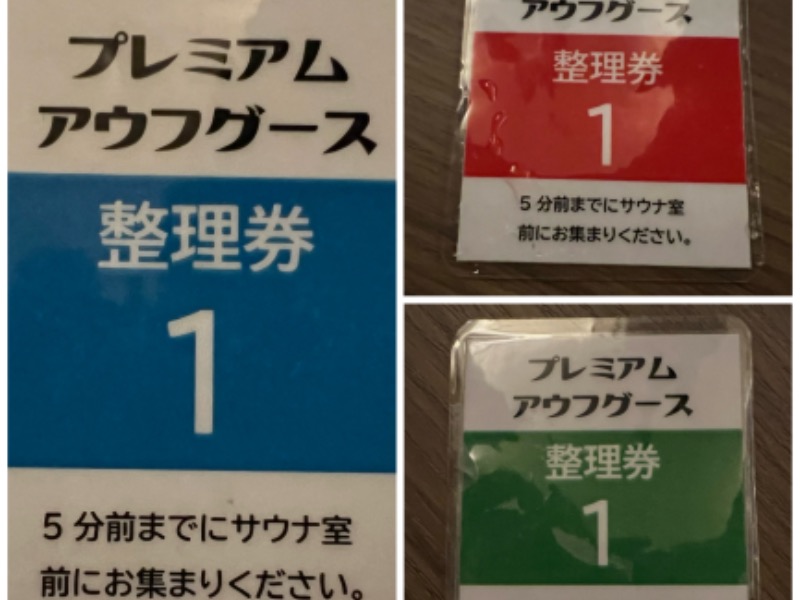 プレミアム
アウフグース
整理券
1
5分前までにサウナ室
前にお集まりください。
アウフグース
整理券
1
5分前までにサウナ室
前にお集まりください。
プレミアム
アウフグース
整理券
1